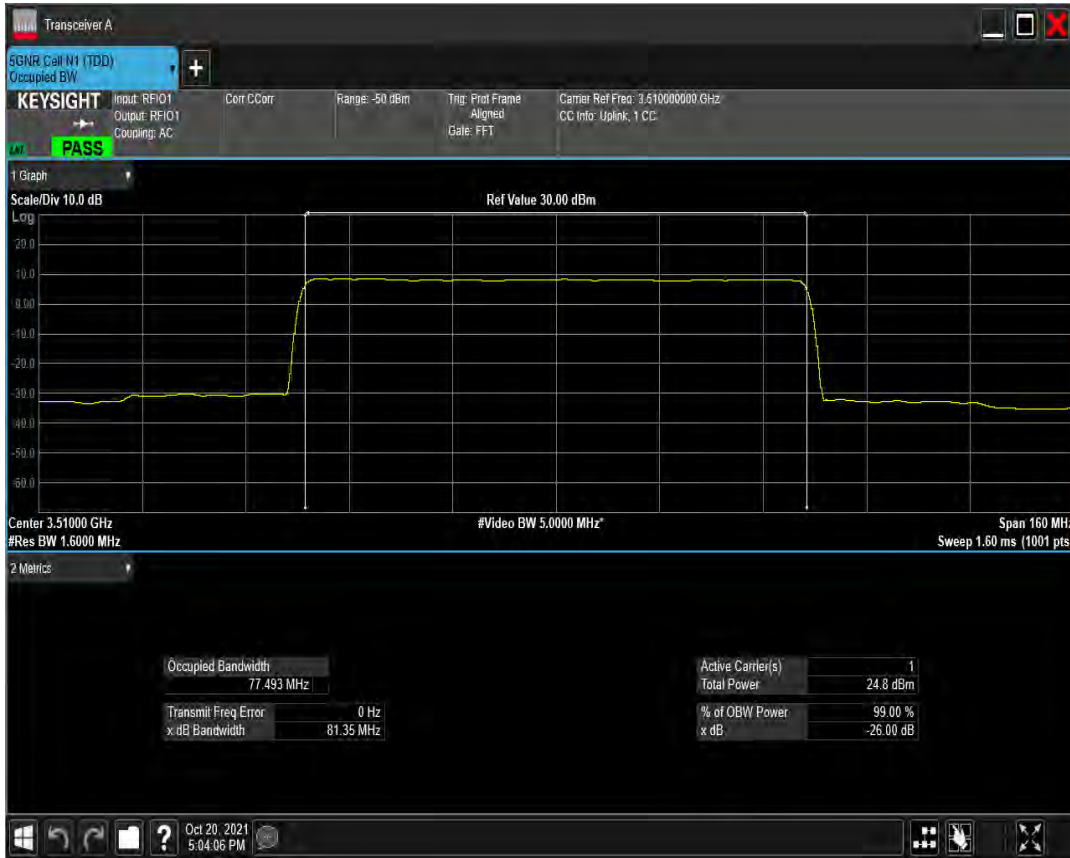 Transceiver A
5GNR Cell N1 (TDD)
Occupied BW
+
KEYSIGHT
Input: RFIO1
Output: RFIO1
Coupling: AC
Corr CCorr
Range: -50 dBm
Trig: Prot Frame
Aligned
Gate: FFT
Carrier Ref Freq: 3.510000000 GHz
CC Info: Uplink, 1 CC
PASS
1 Graph
Scale/Div 10.0 dB
Ref Value 30.00 dBm
Log
20.0
10.0
0.00
-10.0
-20.0
-30.0
-40.0
-50.0
-60.0
Center 3.51000 GHz
#Video BW 5.0000 MHz*
Span 160 MHz
#Res BW 1.6000 MHz
Sweep 1.60 ms (1001 pts
2 Metrics
Occupied Bandwidth
77.493 MHz
Transmit Freq Error 0 Hz
x dB Bandwidth 81.35 MHz
Active Carrier(s) 1
Total Power 24.8 dBm
% of OBW Power 99.00 %
x dB -26.00 dB
?
Oct 20, 2021
5:04:06 PM